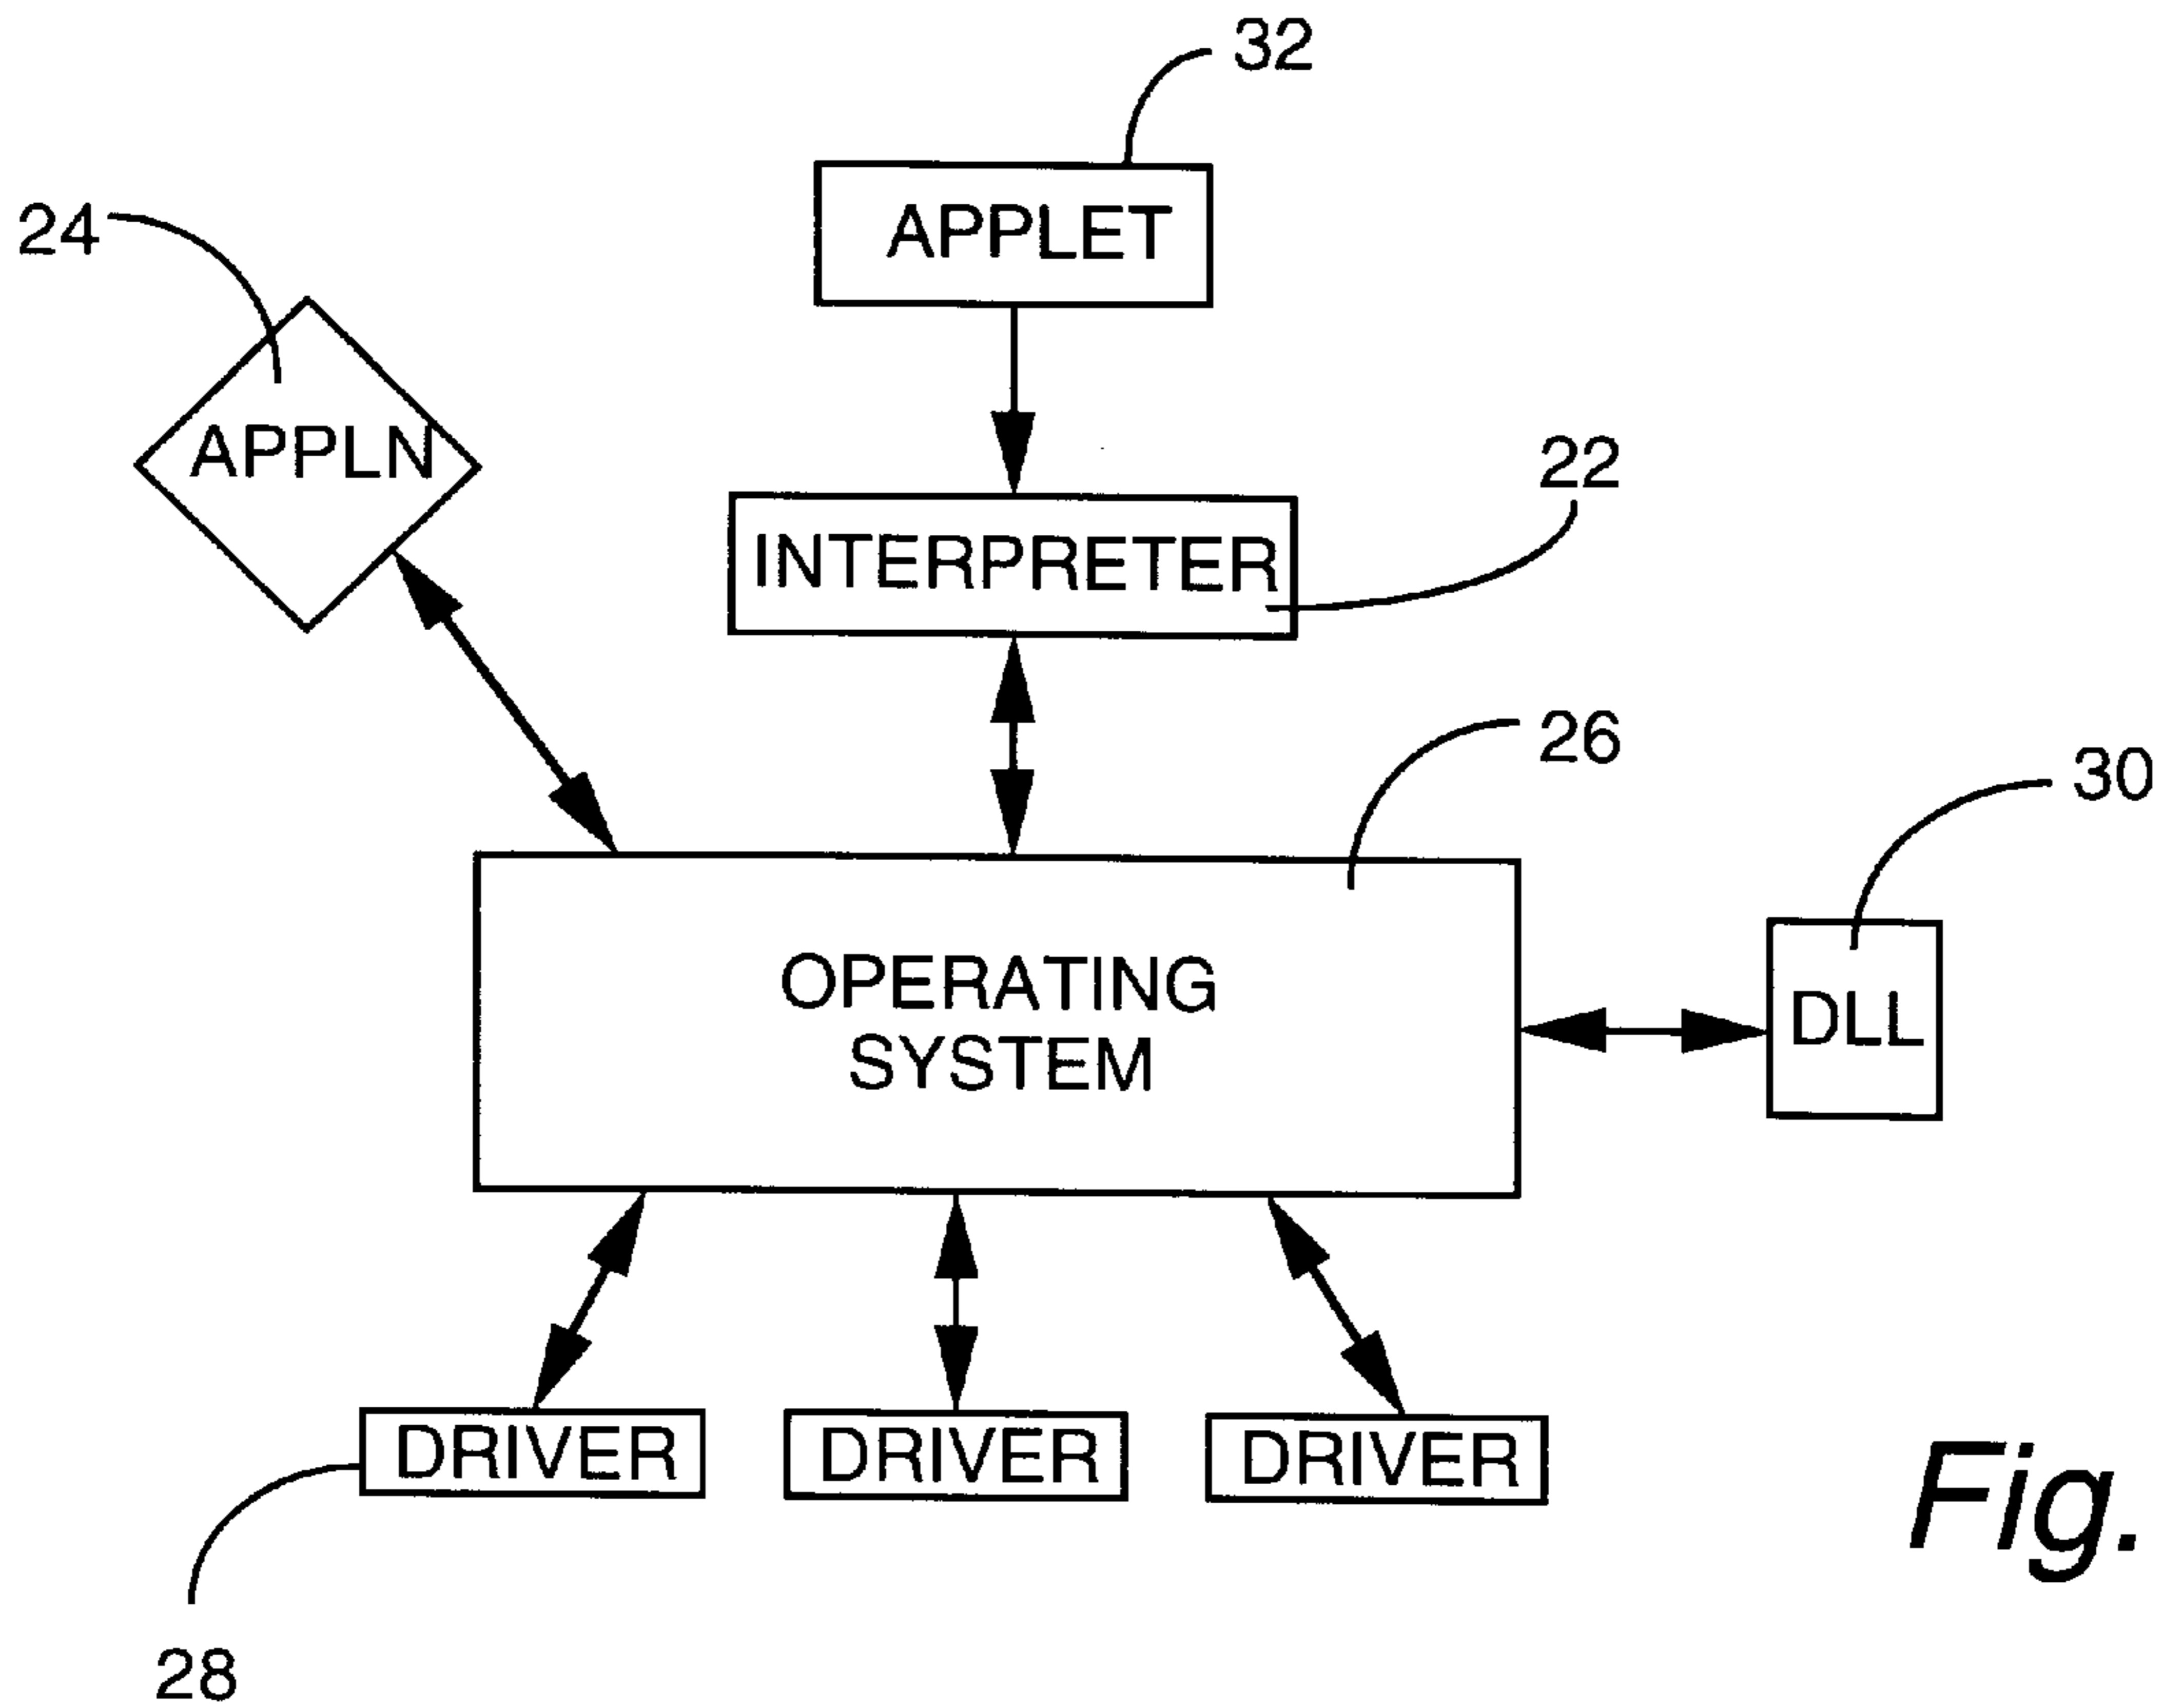 32
APPLET
24
APPLN
INTERPRETER
22
26
30
OPERATING
SYSTEM
DLL
DRIVER
DRIVER
DRIVER
28
Fig.